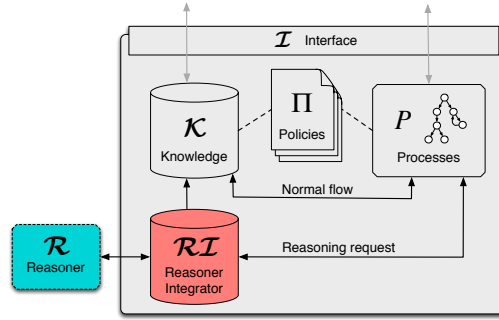 𝓘 Interface
𝓚
Knowledge
Π
Policies
P
Processes
Normal flow
𝓡
Reasoner
𝓡𝓘
Reasoner
Integrator
Reasoning request